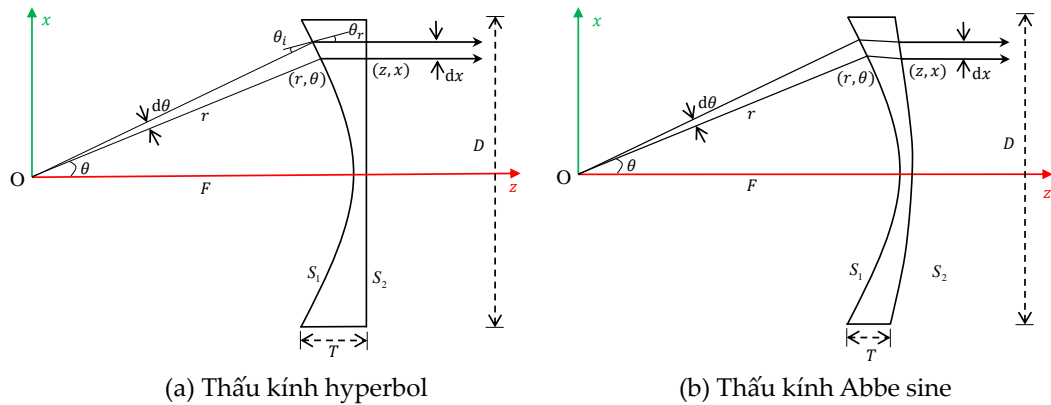 x
θᵢ
θᵣ
(r, θ)
(z, x)
dx
dθ
r
θ
O
F
z
D
S₁
S₂
T
(a) Thấu kính hyperbol
x
(r, θ)
(z, x)
dx
dθ
r
θ
O
F
z
D
S₁
S₂
T
(b) Thấu kính Abbe sine